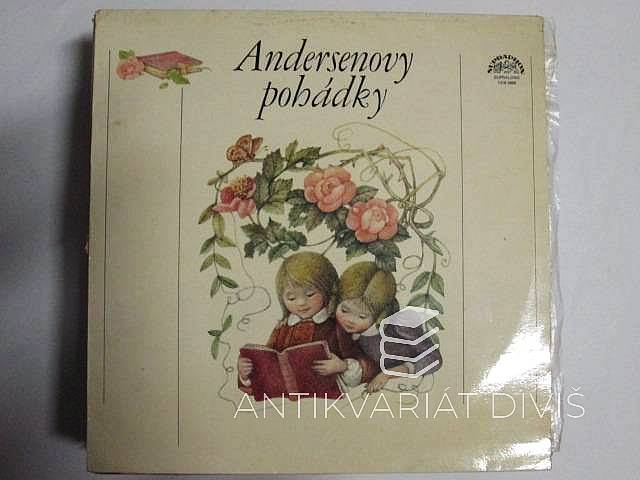 Andersenovy
pohádky
SUPRAPHON
ANTIKVARIÁT DIVIŠ